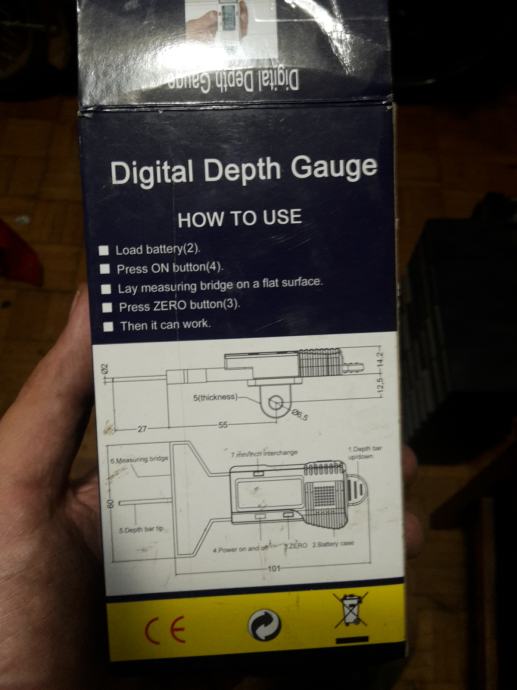 Digital Depth Gauge
Digital Depth Gauge
HOW TO USE
Load battery(2).
Press ON button(4).
Lay measuring bridge on a flat surface.
Press ZERO button(3).
Then it can work.
Ø2
14,2
12,5
5(thickness)
Ø6,5
27
55
6.Measuring bridge
7.mm/inch interchange
1.Depth bar
up/down
60
5.Depth bar tip
4.Power on and off
3.ZERO
2.Battery case
101
CE